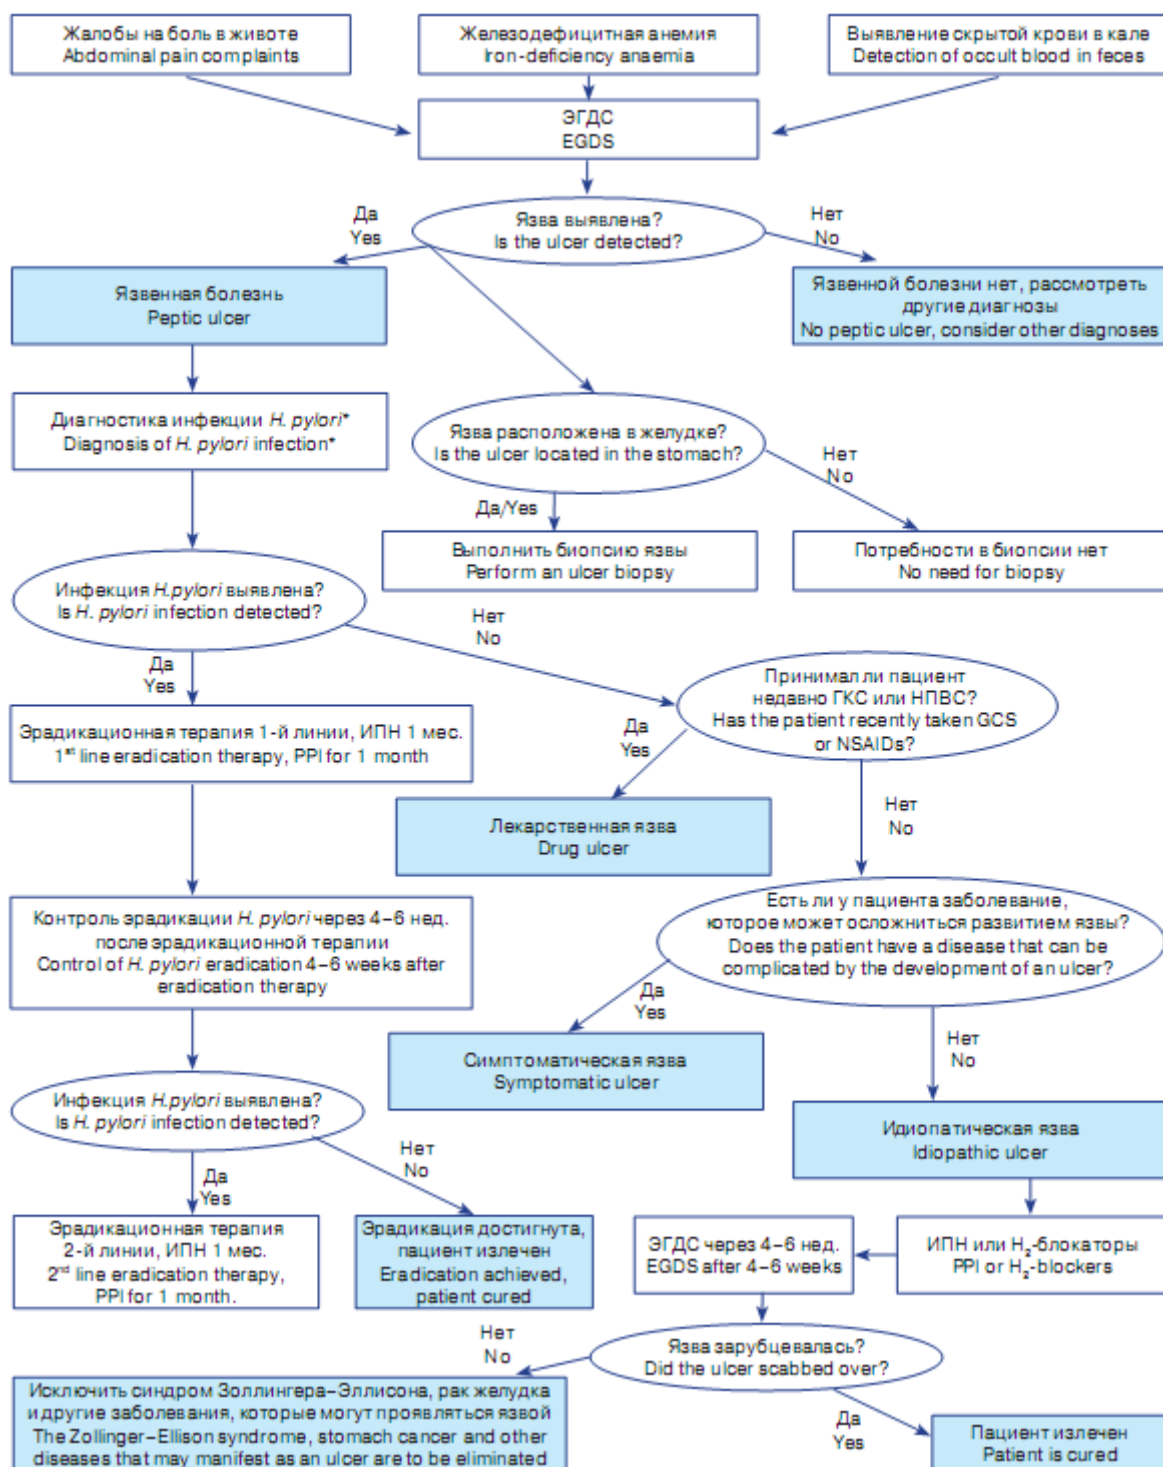 Жалобы на боль в животе
Abdominal pain complaints
Железодефицитная анемия
Iron-deficiency anaemia
Выявление скрытой крови в кале
Detection of occult blood in feces
ЭГДС
EGDS
Да
Yes
Язва выявлена?
Is the ulcer detected?
Нет
No
Язвенная болезнь
Peptic ulcer
Язвенной болезни нет, рассмотреть
другие диагнозы
No peptic ulcer, consider other diagnoses
Диагностика инфекции H. pylori*
Diagnosis of H. pylori infection*
Язва расположена в желудке?
Is the ulcer located in the stomach?
Нет
No
Да/Yes
Выполнить биопсию язвы
Perform an ulcer biopsy
Потребности в биопсии нет
No need for biopsy
Инфекция H.pylori выявлена?
Is H. pylori infection detected?
Нет
No
Да
Yes
Принимал ли пациент
недавно ГКС или НПВС?
Has the patient recently taken GCS
or NSAIDs?
Да
Yes
Эрадикационная терапия 1-й линии, ИПН 1 мес.
1st line eradication therapy, PPI for 1 month
Нет
No
Лекарственная язва
Drug ulcer
Контроль эрадикации H. pylori через 4–6 нед.
после эрадикационной терапии
Control of H. pylori eradication 4–6 weeks after
eradication therapy
Есть ли у пациента заболевание,
которое может осложниться развитием язвы?
Does the patient have a disease that can be
complicated by the development of an ulcer?
Да
Yes
Нет
No
Симптоматическая язва
Symptomatic ulcer
Инфекция H.pylori выявлена?
Is H. pylori infection detected?
Идиопатическая язва
Idiopathic ulcer
Нет
No
Да
Yes
Эрадикационная терапия
2-й линии, ИПН 1 мес.
2nd line eradication therapy,
PPI for 1 month.
Эрадикация достигнута,
пациент излечен
Eradication achieved,
patient cured
ЭГДС через 4–6 нед.
EGDS after 4–6 weeks
ИПН или H2-блокаторы
PPI or H2-blockers
Нет
No
Язва зарубцевалась?
Did the ulcer scabbed over?
Исключить синдром Золлингера–Эллисона, рак желудка
и другие заболевания, которые могут проявляться язвой
The Zollinger–Ellison syndrome, stomach cancer and other
diseases that may manifest as an ulcer are to be eliminated
Да
Yes
Пациент излечен
Patient is cured